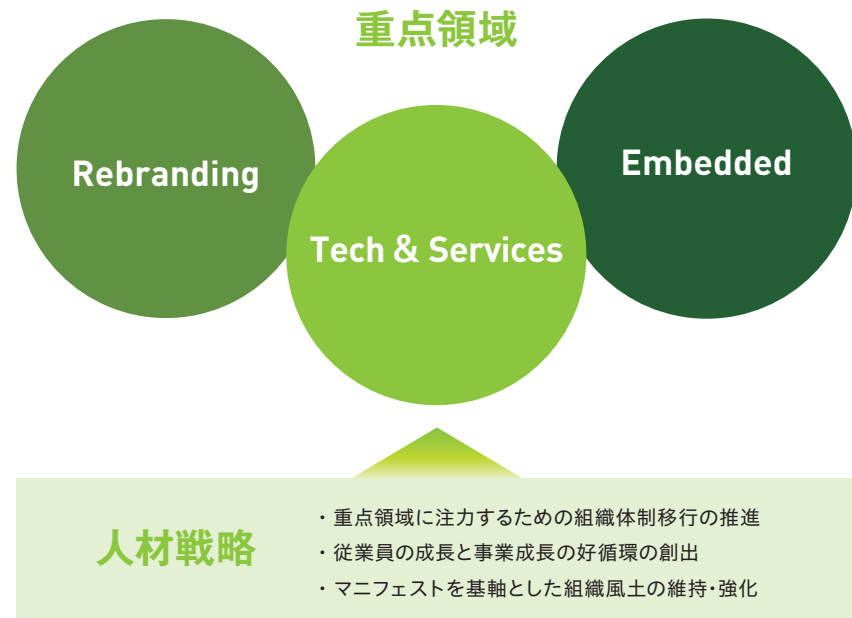 重点領域
Rebranding
Tech & Services
Embedded
人材戦略
・重点領域に注力するための組織体制移行の推進
・従業員の成長と事業成長の好循環の創出
・マニフェストを基軸とした組織風土の維持・強化